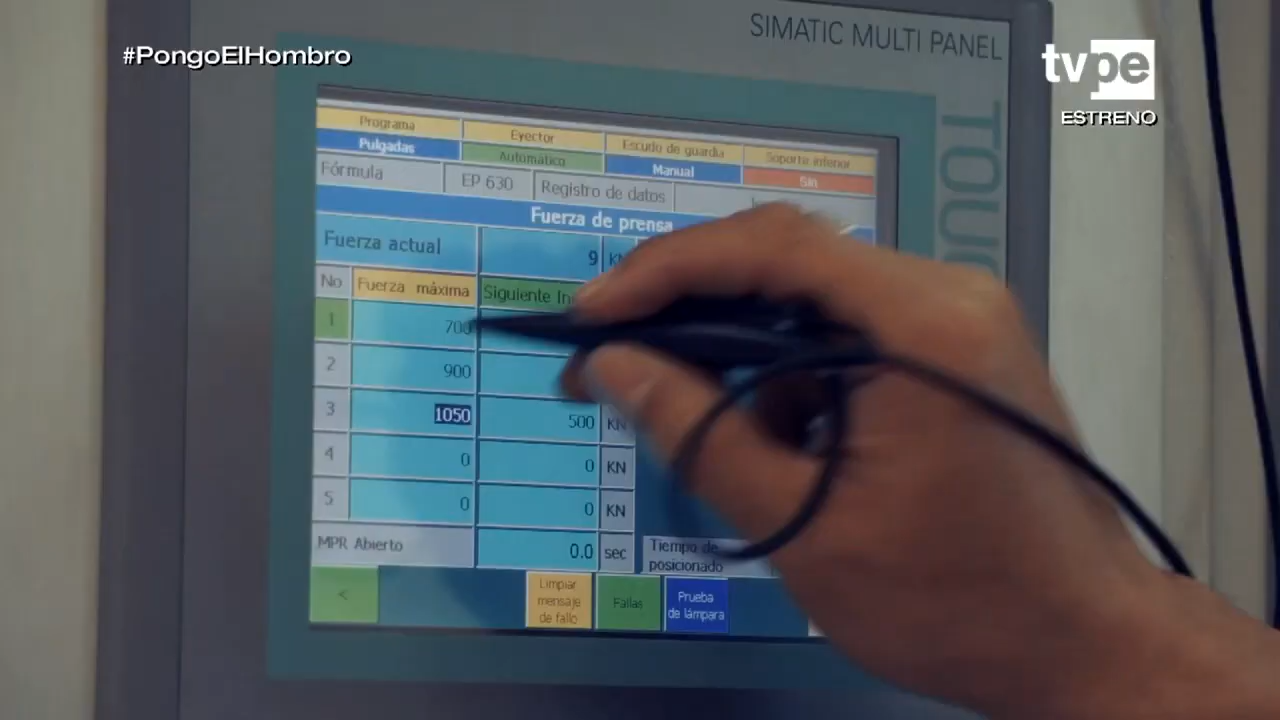 SIMATIC MULTI PANEL
#PongoElHombro
tvpe
ESTRENO
TOUC
Programa Eyector Escudo de guardia Soporte inferior
Pulgadas Automático Manual Sin
Fórmula EP 630 Registro de datos
Fuerza de prensa
Fuerza actual 9 KN
No Fuerza máxima Siguiente
1 700
2 900
3 1050 500 KN
4 0 0 KN
5 0 0 KN
MPR Abierto 0.0 sec Tiempo de
posicionado
< Limpiar
mensaje
de fallo
Fallas
Prueba
de lámpara